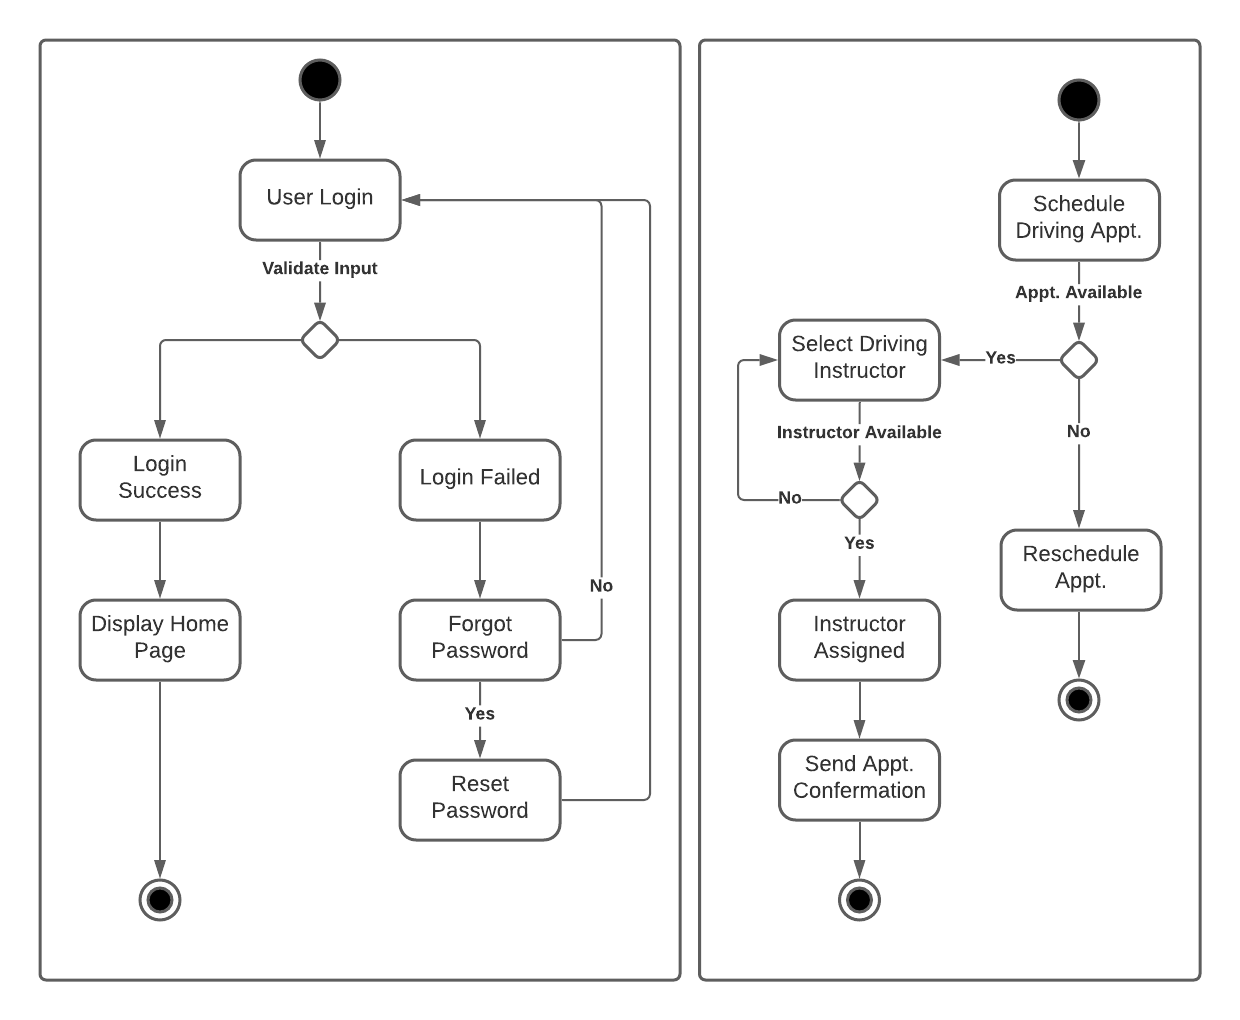 User Login
Validate Input
Login
Success
Login Failed
Display Home
Page
Forgot
Password
No
Yes
Reset
Password
Schedule
Driving Appt.
Appt. Available
Select Driving
Instructor
Yes
No
Instructor Available
No
Yes
Reschedule
Appt.
Instructor
Assigned
Send Appt.
Confermation